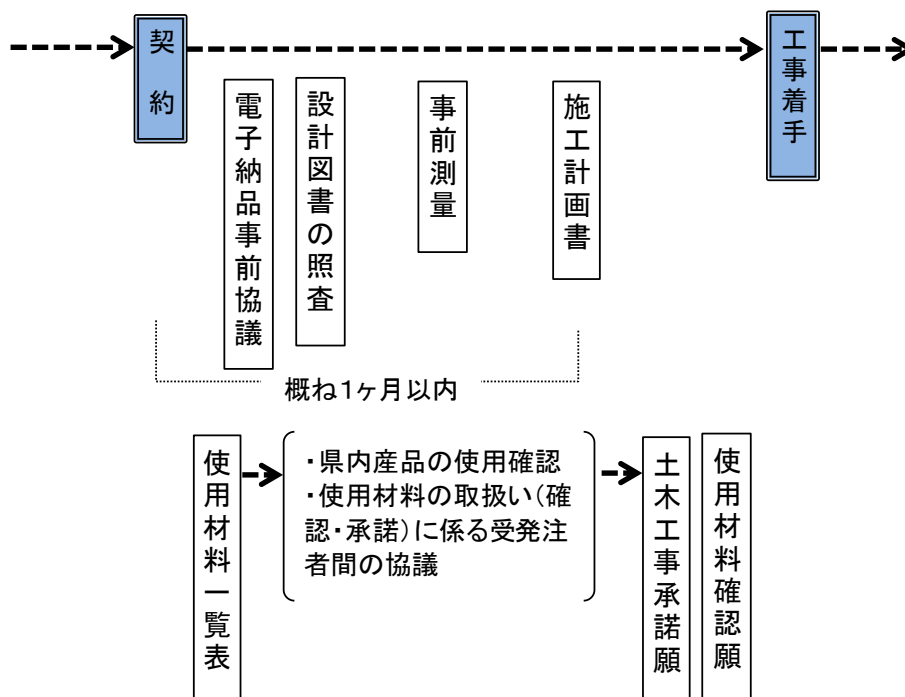 契約
工事着手
電子納品事前協議
設計図書の照査
事前測量
施工計画書
概ね1ヶ月以内
使用材料一覧表
・県内産品の使用確認
・使用材料の取扱い(確
認・承諾)に係る受発注
者間の協議
土木工事承諾願
使用材料確認願